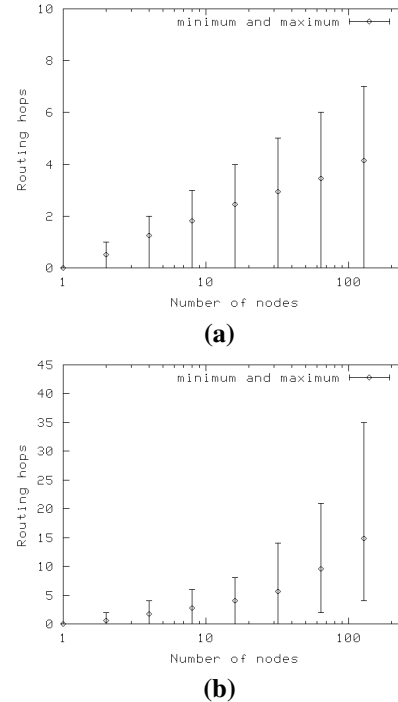 minimum and maximum
10
8
6
4
2
0
Routing hops
1 10 100
Number of nodes
(a)
minimum and maximum
45
40
35
30
25
20
15
10
5
0
Routing hops
1 10 100
Number of nodes
(b)